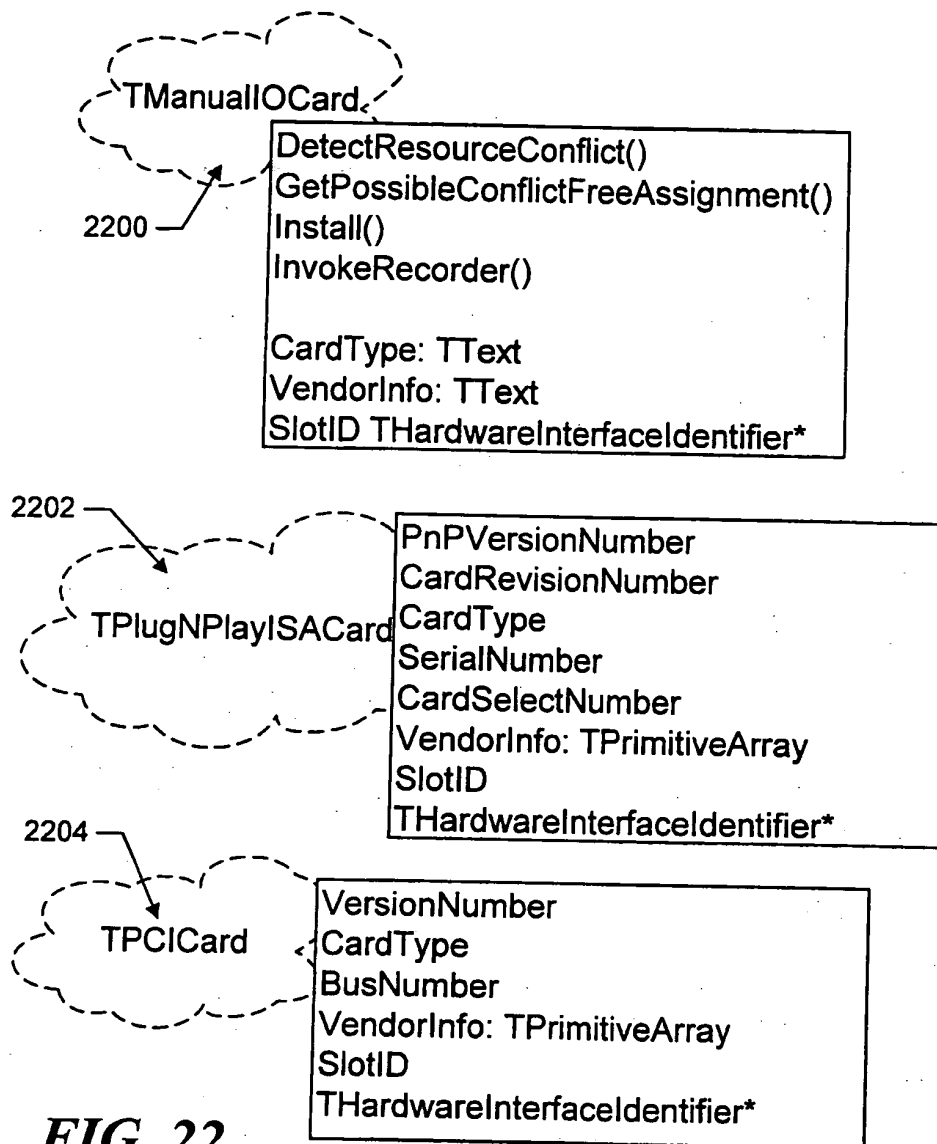 TManualIOCard
2200
DetectResourceConflict()
GetPossibleConflictFreeAssignment()
Install()
InvokeRecorder()
CardType: TText
VendorInfo: TText
SlotID THardwareInterfaceIdentifier*
2202
TPlugNPlayISACard
PnPVersionNumber
CardRevisionNumber
CardType
SerialNumber
CardSelectNumber
VendorInfo: TPrimitiveArray
SlotID
THardwareInterfaceIdentifier*
2204
TPCICard
VersionNumber
CardType
BusNumber
VendorInfo: TPrimitiveArray
SlotID
THardwareInterfaceIdentifier*
FIG. 22